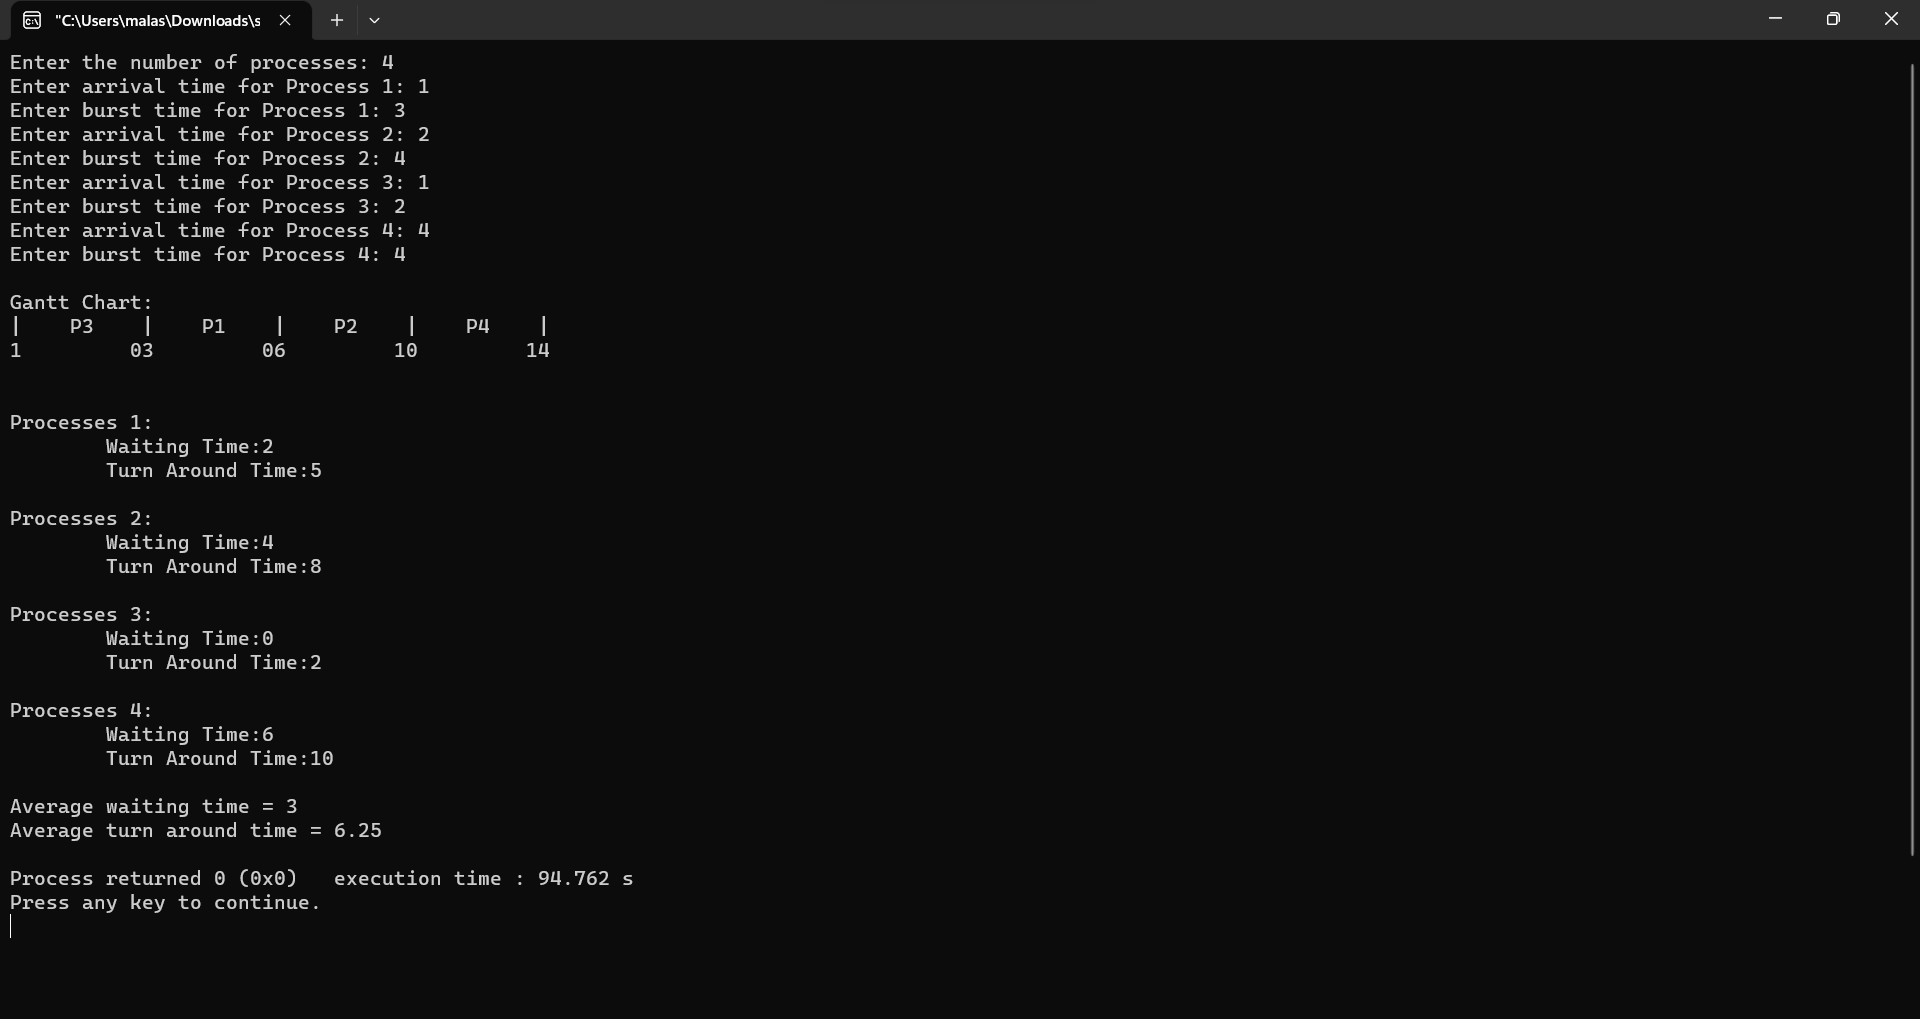 "C:\Users\malas\Downloads\s
Enter the number of processes: 4
Enter arrival time for Process 1: 1
Enter burst time for Process 1: 3
Enter arrival time for Process 2: 2
Enter burst time for Process 2: 4
Enter arrival time for Process 3: 1
Enter burst time for Process 3: 2
Enter arrival time for Process 4: 4
Enter burst time for Process 4: 4
Gantt Chart:
|    P3    |    P1    |    P2    |    P4    |
1         03         06         10         14
Processes 1:
        Waiting Time:2
        Turn Around Time:5
Processes 2:
        Waiting Time:4
        Turn Around Time:8
Processes 3:
        Waiting Time:0
        Turn Around Time:2
Processes 4:
        Waiting Time:6
        Turn Around Time:10
Average waiting time = 3
Average turn around time = 6.25
Process returned 0 (0x0)   execution time : 94.762 s
Press any key to continue.